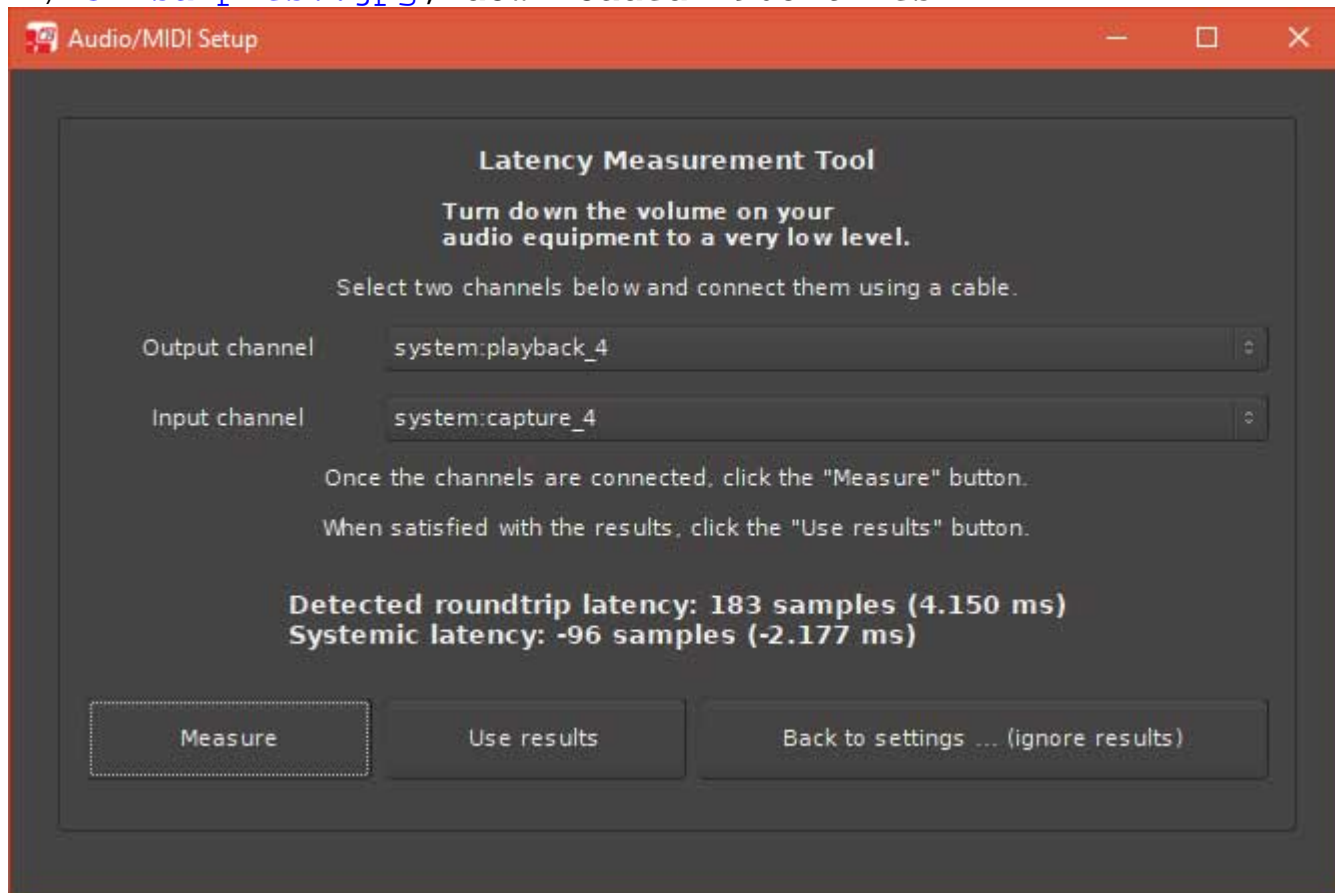 Audio/MIDI Setup
Latency Measurement Tool
Turn down the volume on your
audio equipment to a very low level.
Select two channels below and connect them using a cable.
Output channel system:playback_4
Input channel system:capture_4
Once the channels are connected, click the "Measure" button.
When satisfied with the results, click the "Use results" button.
Detected roundtrip latency: 183 samples (4.150 ms)
Systemic latency: -96 samples (-2.177 ms)
Measure Use results Back to settings ... (ignore results)